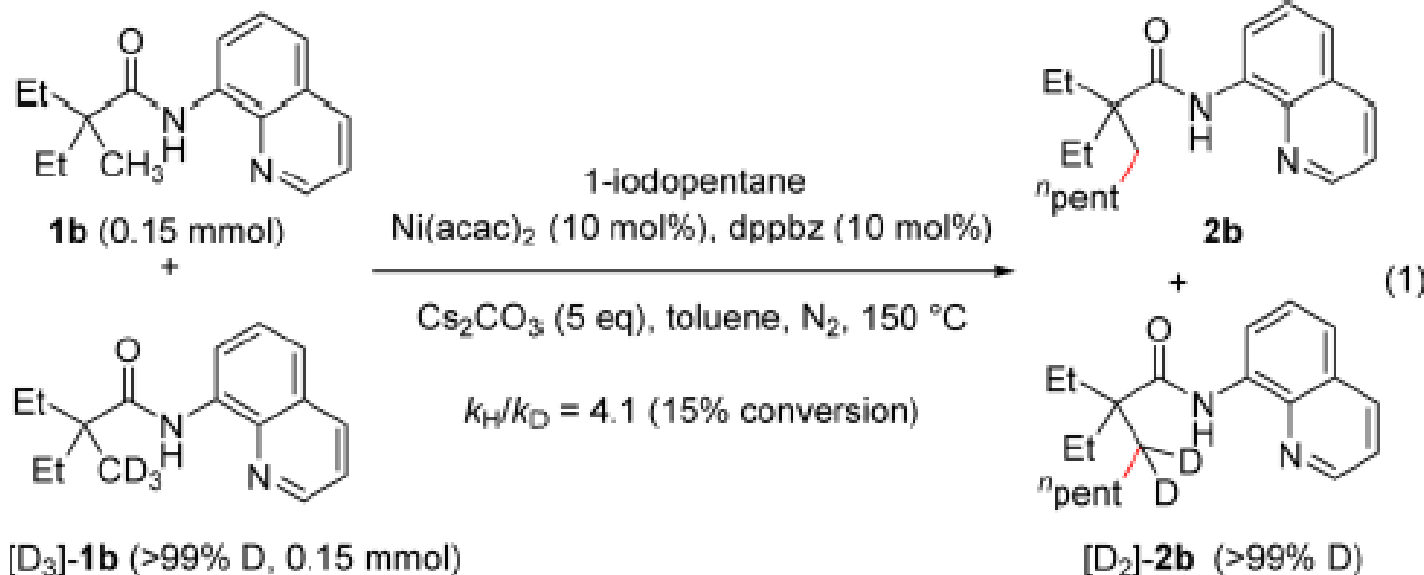 O
Et
N
H
Et
CH3
N
1b (0.15 mmol)
+
O
Et
N
H
Et
CD3
N
[D3]-1b (>99% D, 0.15 mmol)
1-iodopentane
Ni(acac)2 (10 mol%), dppbz (10 mol%)
Cs2CO3 (5 eq), toluene, N2, 150 °C
kH/kD = 4.1 (15% conversion)
O
Et
N
H
Et
N
npent
2b
+
(1)
O
Et
N
H
Et
D
D
N
npent
[D2]-2b (>99% D)